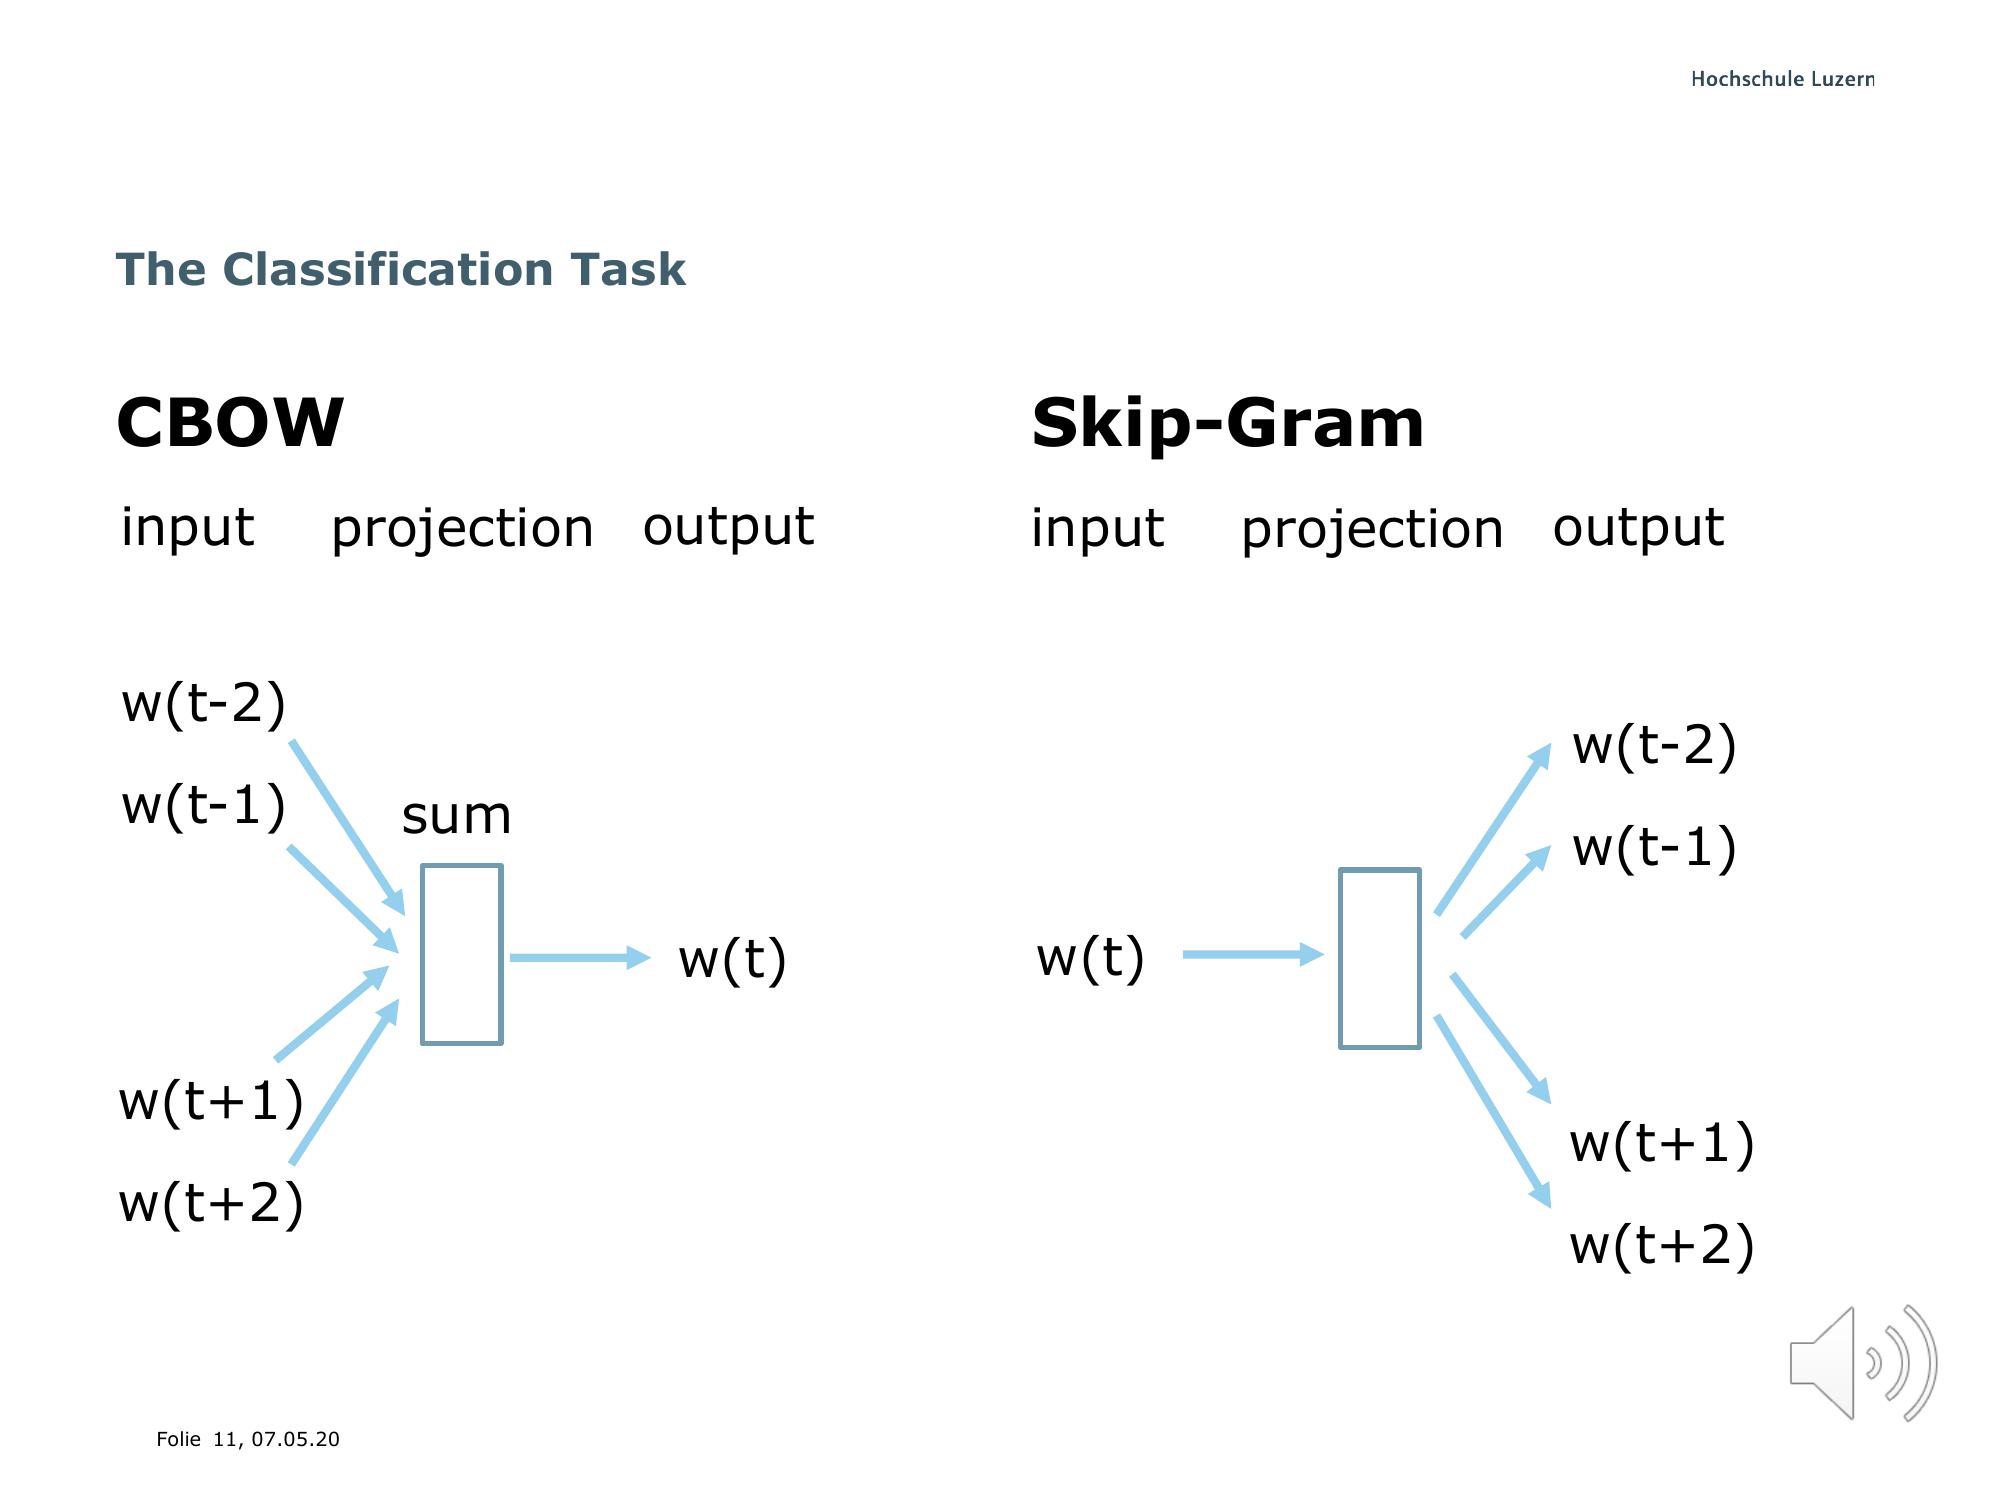 Hochschule Luzern
The Classification Task
CBOW
input projection output
w(t-2)
w(t-1)
sum
w(t)
w(t+1)
w(t+2)
Skip-Gram
input projection output
w(t-2)
w(t-1)
w(t)
w(t+1)
w(t+2)
Folie 11, 07.05.20